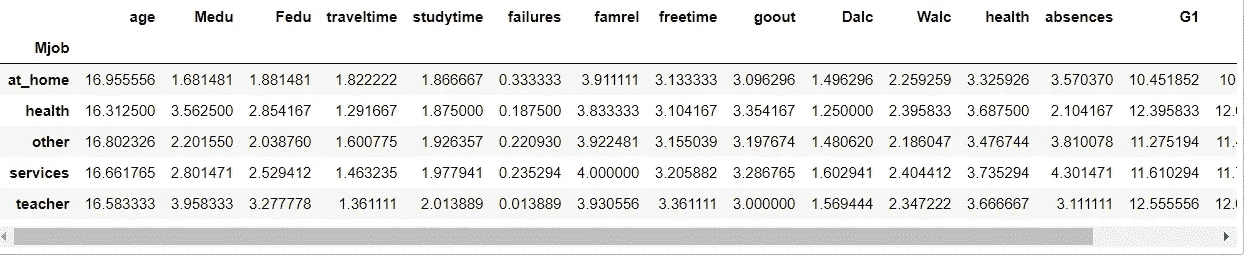 age Medu Fedu traveltime studytime failures famrel freetime goout Dalc Walc health absences G1
Mjob
at_home 16.955556 1.681481 1.881481 1.822222 1.866667 0.333333 3.911111 3.133333 3.096296 1.496296 2.259259 3.325926 3.570370 10.451852 10
health 16.312500 3.562500 2.854167 1.291667 1.875000 0.187500 3.833333 3.104167 3.354167 1.250000 2.395833 3.687500 2.104167 12.395833 12.
other 16.802326 2.201550 2.038760 1.600775 1.926357 0.220930 3.922481 3.155039 3.197674 1.480620 2.186047 3.476744 3.810078 11.275194 11.
services 16.661765 2.801471 2.529412 1.463235 1.977941 0.235294 4.000000 3.205882 3.286765 1.602941 2.404412 3.735294 4.301471 11.610294 11.
teacher 16.583333 3.958333 3.277778 1.361111 2.013889 0.013889 3.930556 3.361111 3.000000 1.569444 2.347222 3.666667 3.111111 12.555556 12.